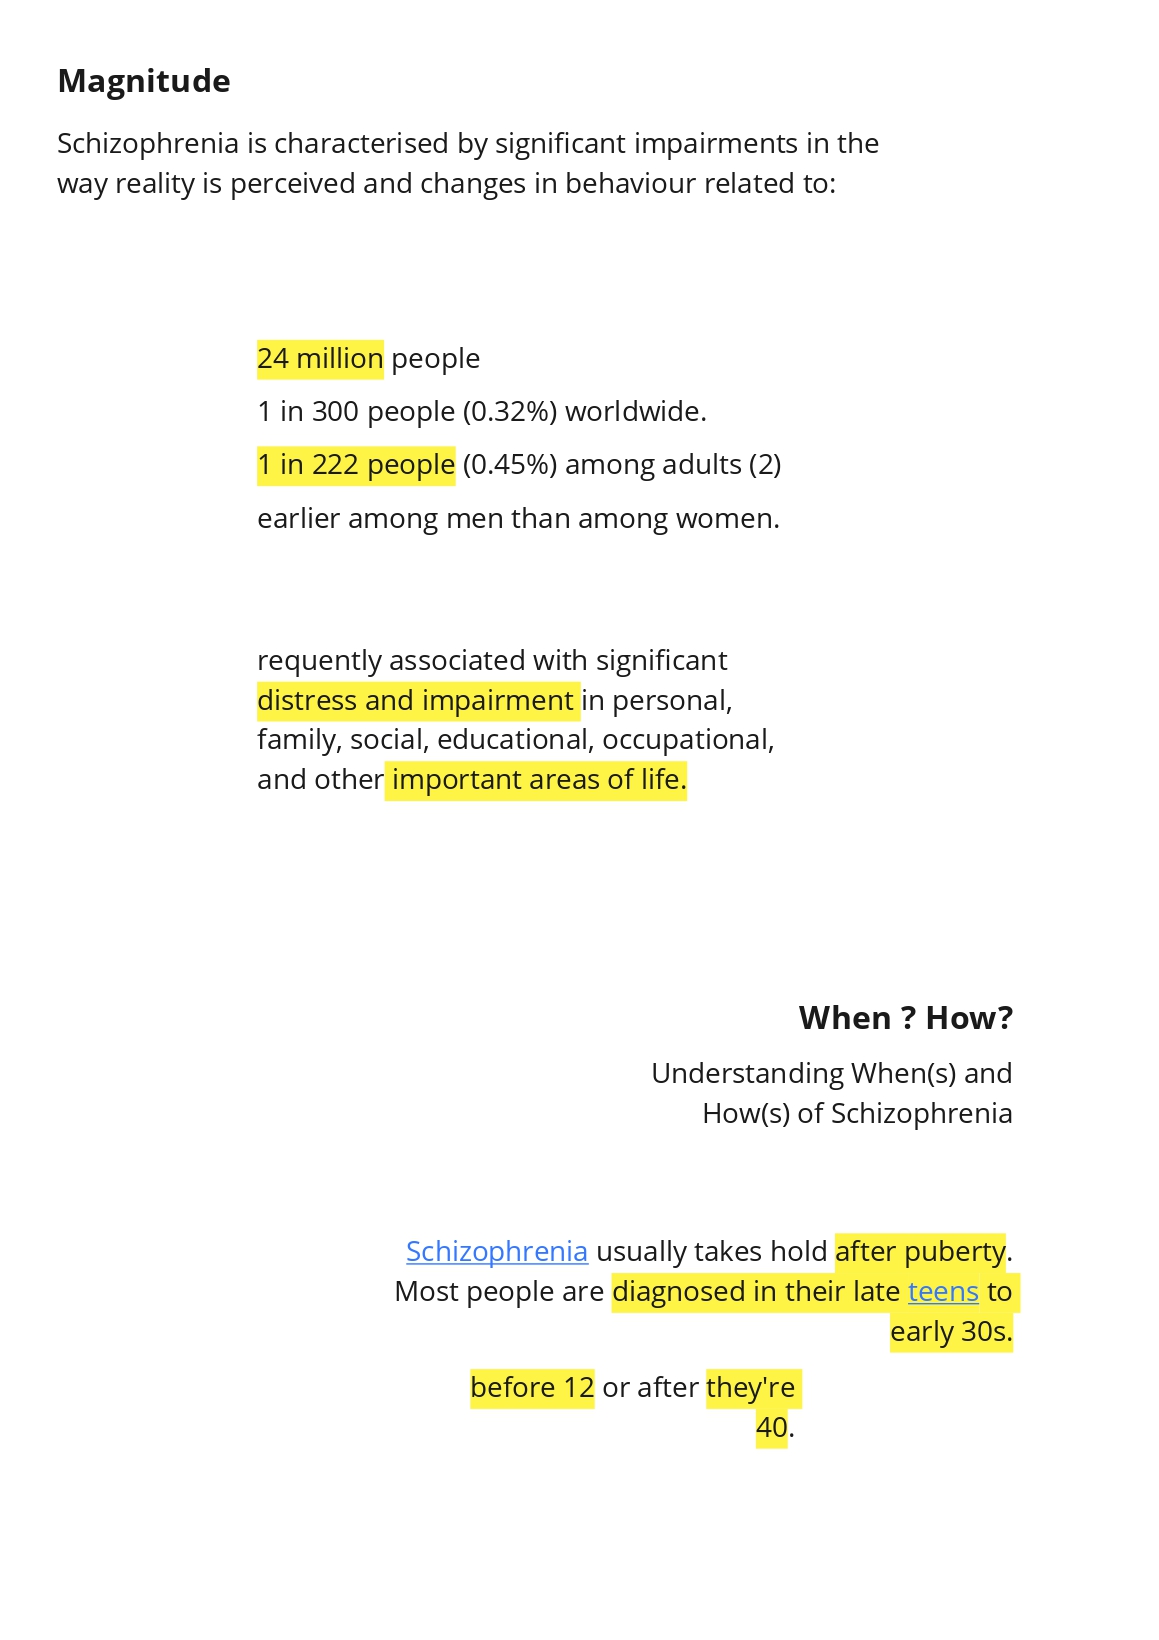 Magnitude
Schizophrenia is characterised by significant impairments in the
way reality is perceived and changes in behaviour related to:
24 million people
1 in 300 people (0.32%) worldwide.
1 in 222 people (0.45%) among adults (2)
earlier among men than among women.
requently associated with significant
distress and impairment in personal,
family, social, educational, occupational,
and other important areas of life.
When ? How?
Understanding When(s) and
How(s) of Schizophrenia
Schizophrenia usually takes hold after puberty.
Most people are diagnosed in their late teens to
early 30s.
before 12 or after they're
40.